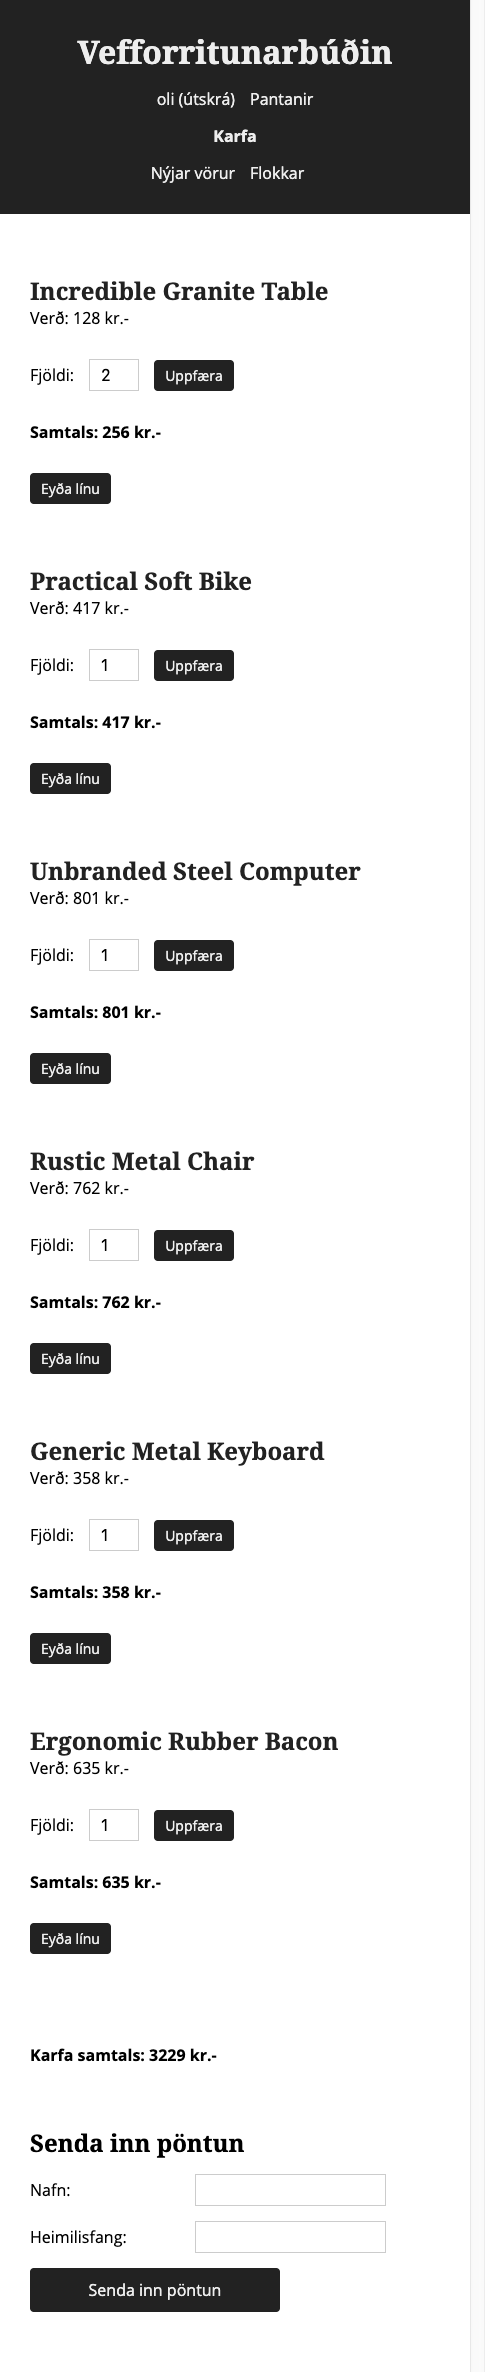 Vefforritunarbúðin
oli (útskrá) Pantanir
Karfa
Nýjar vörur Flokkar
Incredible Granite Table
Verð: 128 kr.-
Fjöldi: 2 Uppfæra
Samtals: 256 kr.-
Eyða línu
Practical Soft Bike
Verð: 417 kr.-
Fjöldi: 1 Uppfæra
Samtals: 417 kr.-
Eyða línu
Unbranded Steel Computer
Verð: 801 kr.-
Fjöldi: 1 Uppfæra
Samtals: 801 kr.-
Eyða línu
Rustic Metal Chair
Verð: 762 kr.-
Fjöldi: 1 Uppfæra
Samtals: 762 kr.-
Eyða línu
Generic Metal Keyboard
Verð: 358 kr.-
Fjöldi: 1 Uppfæra
Samtals: 358 kr.-
Eyða línu
Ergonomic Rubber Bacon
Verð: 635 kr.-
Fjöldi: 1 Uppfæra
Samtals: 635 kr.-
Eyða línu
Karfa samtals: 3229 kr.-
Senda inn pöntun
Nafn:
Heimilisfang:
Senda inn pöntun